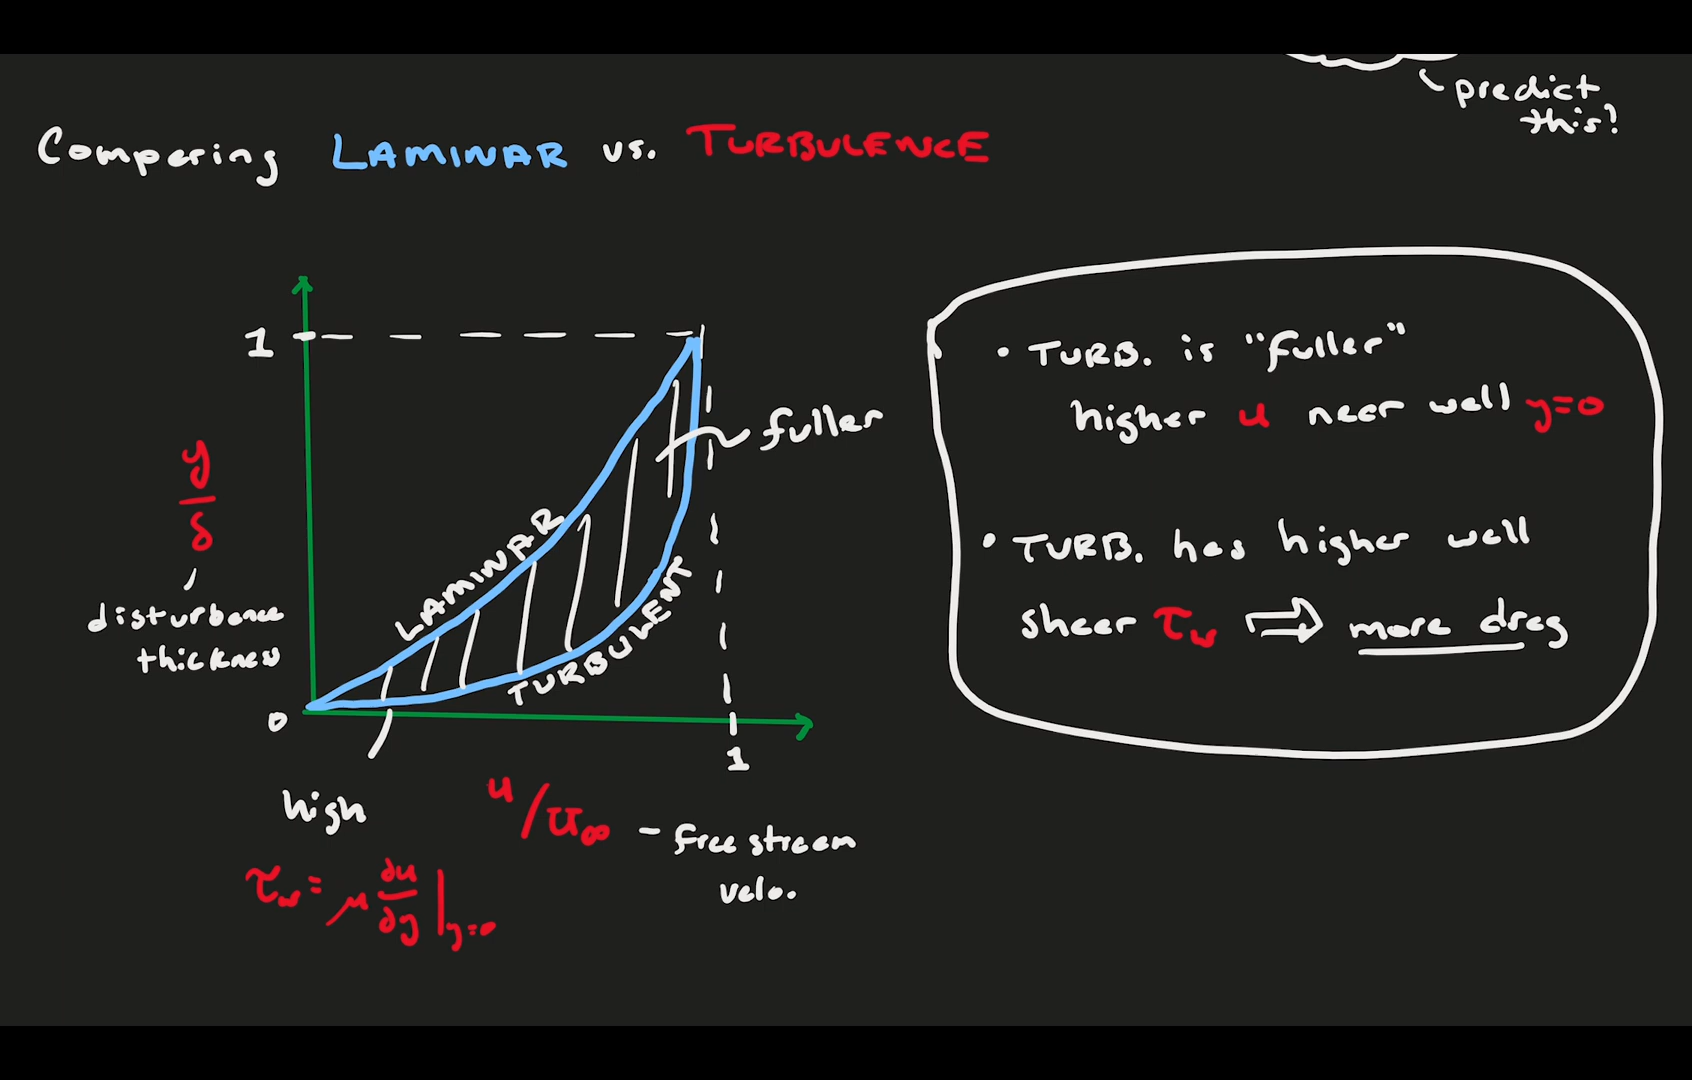 predict
this?
Comparing LAMINAR vs. TURBULENCE
1
y/δ
disturbance
thickness
0
LAMINAR
TURBULENT
fuller
1
high
τw = μ ∂u/∂y |y=0
u/U∞ - free stream
velo.
• TURB. is "fuller"
higher u near wall y=0
• TURB. has higher wall
shear τw ⇒ more drag